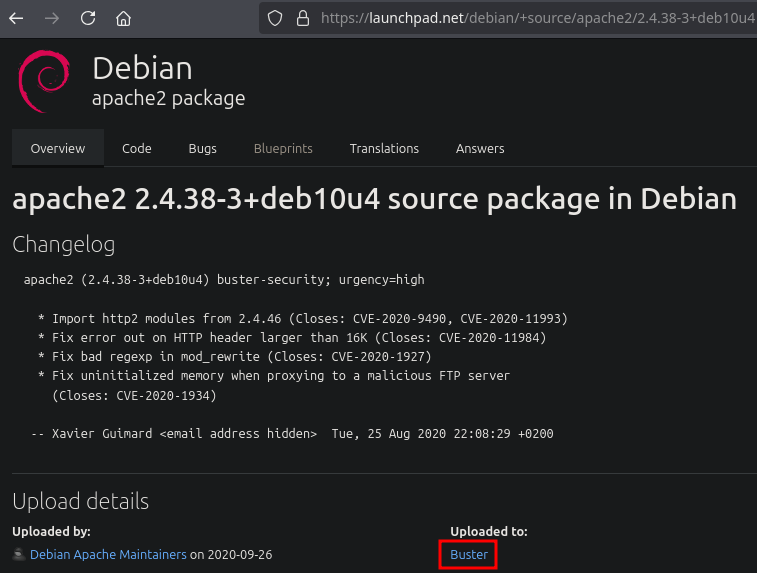 https://launchpad.net/debian/+source/apache2/2.4.38-3+deb10u4
Debian
apache2 package
Overview Code Bugs Blueprints Translations Answers
apache2 2.4.38-3+deb10u4 source package in Debian
Changelog
apache2 (2.4.38-3+deb10u4) buster-security; urgency=high
* Import http2 modules from 2.4.46 (Closes: CVE-2020-9490, CVE-2020-11993)
* Fix error out on HTTP header larger than 16K (Closes: CVE-2020-11984)
* Fix bad regexp in mod_rewrite (Closes: CVE-2020-1927)
* Fix uninitialized memory when proxying to a malicious FTP server
(Closes: CVE-2020-1934)
-- Xavier Guimard <email address hidden>  Tue, 25 Aug 2020 22:08:29 +0200
Upload details
Uploaded by: Uploaded to:
Debian Apache Maintainers on 2020-09-26 Buster